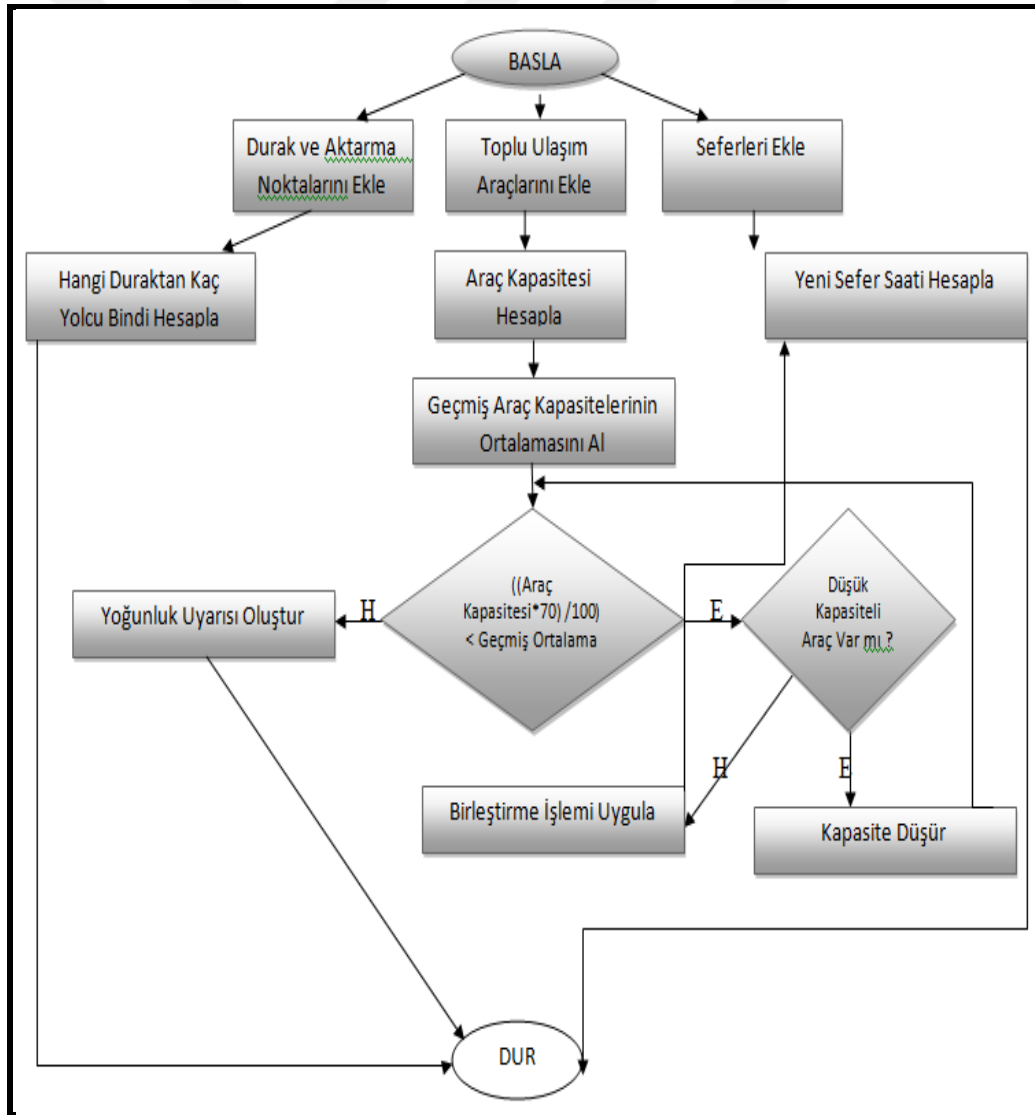 BASLA
Durak ve Aktarma
Noktalarını Ekle
Toplu Ulaşım
Araçlarını Ekle
Seferleri Ekle
Hangi Duraktan Kaç
Yolcu Bindi Hesapla
Araç Kapasitesi
Hesapla
Yeni Sefer Saati Hesapla
Geçmiş Araç Kapasitelerinin
Ortalamasını Al
((Araç
Kapasitesi*70) /100)
< Geçmiş Ortalama
H
Yoğunluk Uyarısı Oluştur
E
Düşük
Kapasiteli
Araç Var mı ?
H
E
Birleştirme İşlemi Uygula
Kapasite Düşür
DUR